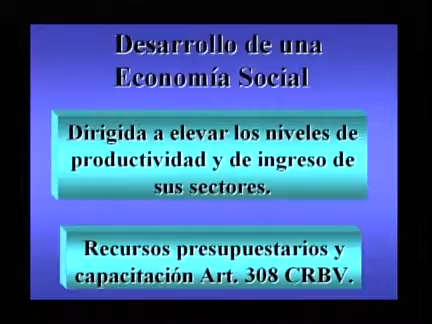 Desarrollo de una
Economía Social
Dirigida a elevar los niveles de
productividad y de ingreso de
sus sectores.
Recursos presupuestarios y
capacitación Art. 308 CRBV.